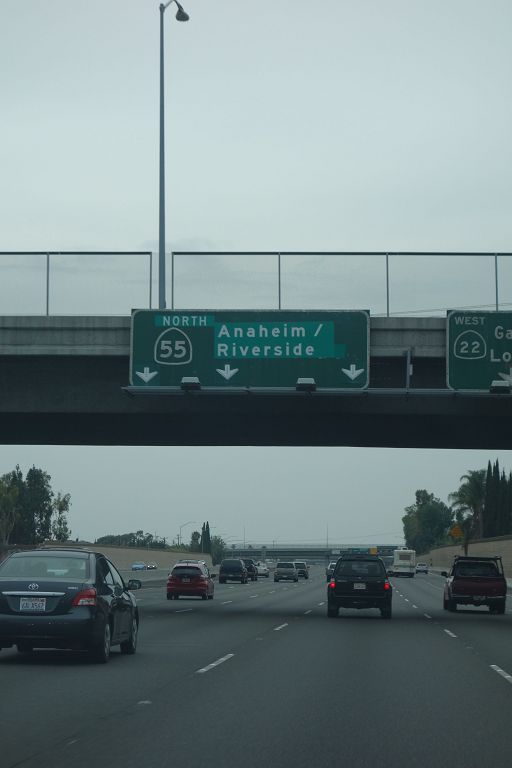 NORTH
55
Anaheim /
Riverside
WEST
22